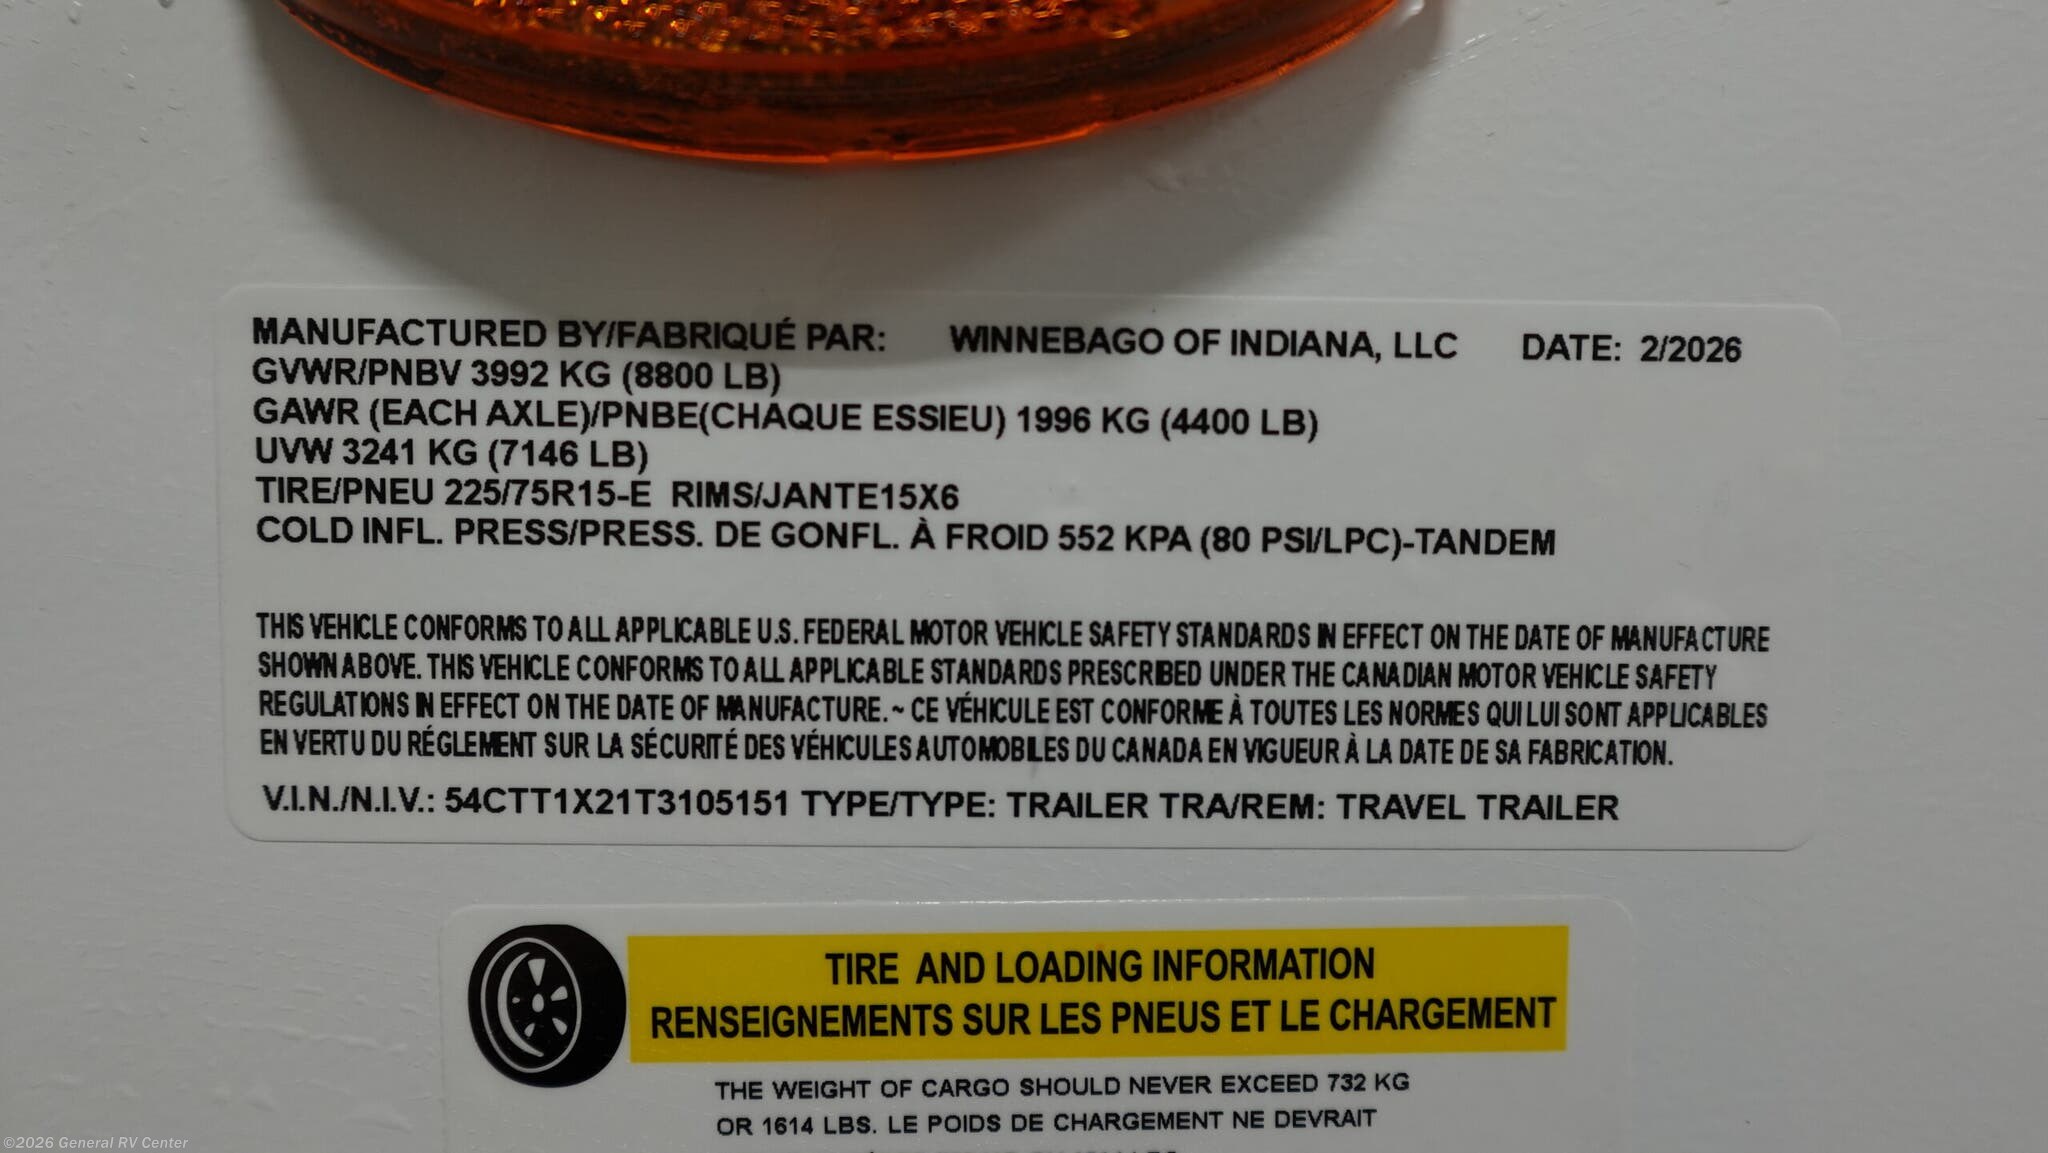 MANUFACTURED BY/FABRIQUÉ PAR: WINNEBAGO OF INDIANA, LLC DATE: 2/2026
GVWR/PNBV 3992 KG (8800 LB)
GAWR (EACH AXLE)/PNBE(CHAQUE ESSIEU) 1996 KG (4400 LB)
UVW 3241 KG (7146 LB)
TIRE/PNEU 225/75R15-E RIMS/JANTE15X6
COLD INFL. PRESS/PRESS. DE GONFL. À FROID 552 KPA (80 PSI/LPC)-TANDEM
THIS VEHICLE CONFORMS TO ALL APPLICABLE U.S. FEDERAL MOTOR VEHICLE SAFETY STANDARDS IN EFFECT ON THE DATE OF MANUFACTURE
SHOWN ABOVE. THIS VEHICLE CONFORMS TO ALL APPLICABLE STANDARDS PRESCRIBED UNDER THE CANADIAN MOTOR VEHICLE SAFETY
REGULATIONS IN EFFECT ON THE DATE OF MANUFACTURE. ~ CE VÉHICULE EST CONFORME À TOUTES LES NORMES QUI LUI SONT APPLICABLES
EN VERTU DU RÉGLEMENT SUR LA SÉCURITÉ DES VÉHICULES AUTOMOBILES DU CANADA EN VIGUEUR À LA DATE DE SA FABRICATION.
V.I.N./N.I.V.: 54CTT1X21T3105151 TYPE/TYPE: TRAILER TRA/REM: TRAVEL TRAILER
TIRE AND LOADING INFORMATION
RENSEIGNEMENTS SUR LES PNEUS ET LE CHARGEMENT
THE WEIGHT OF CARGO SHOULD NEVER EXCEED 732 KG
OR 1614 LBS. LE POIDS DE CHARGEMENT NE DEVRAIT
©2026 General RV Center